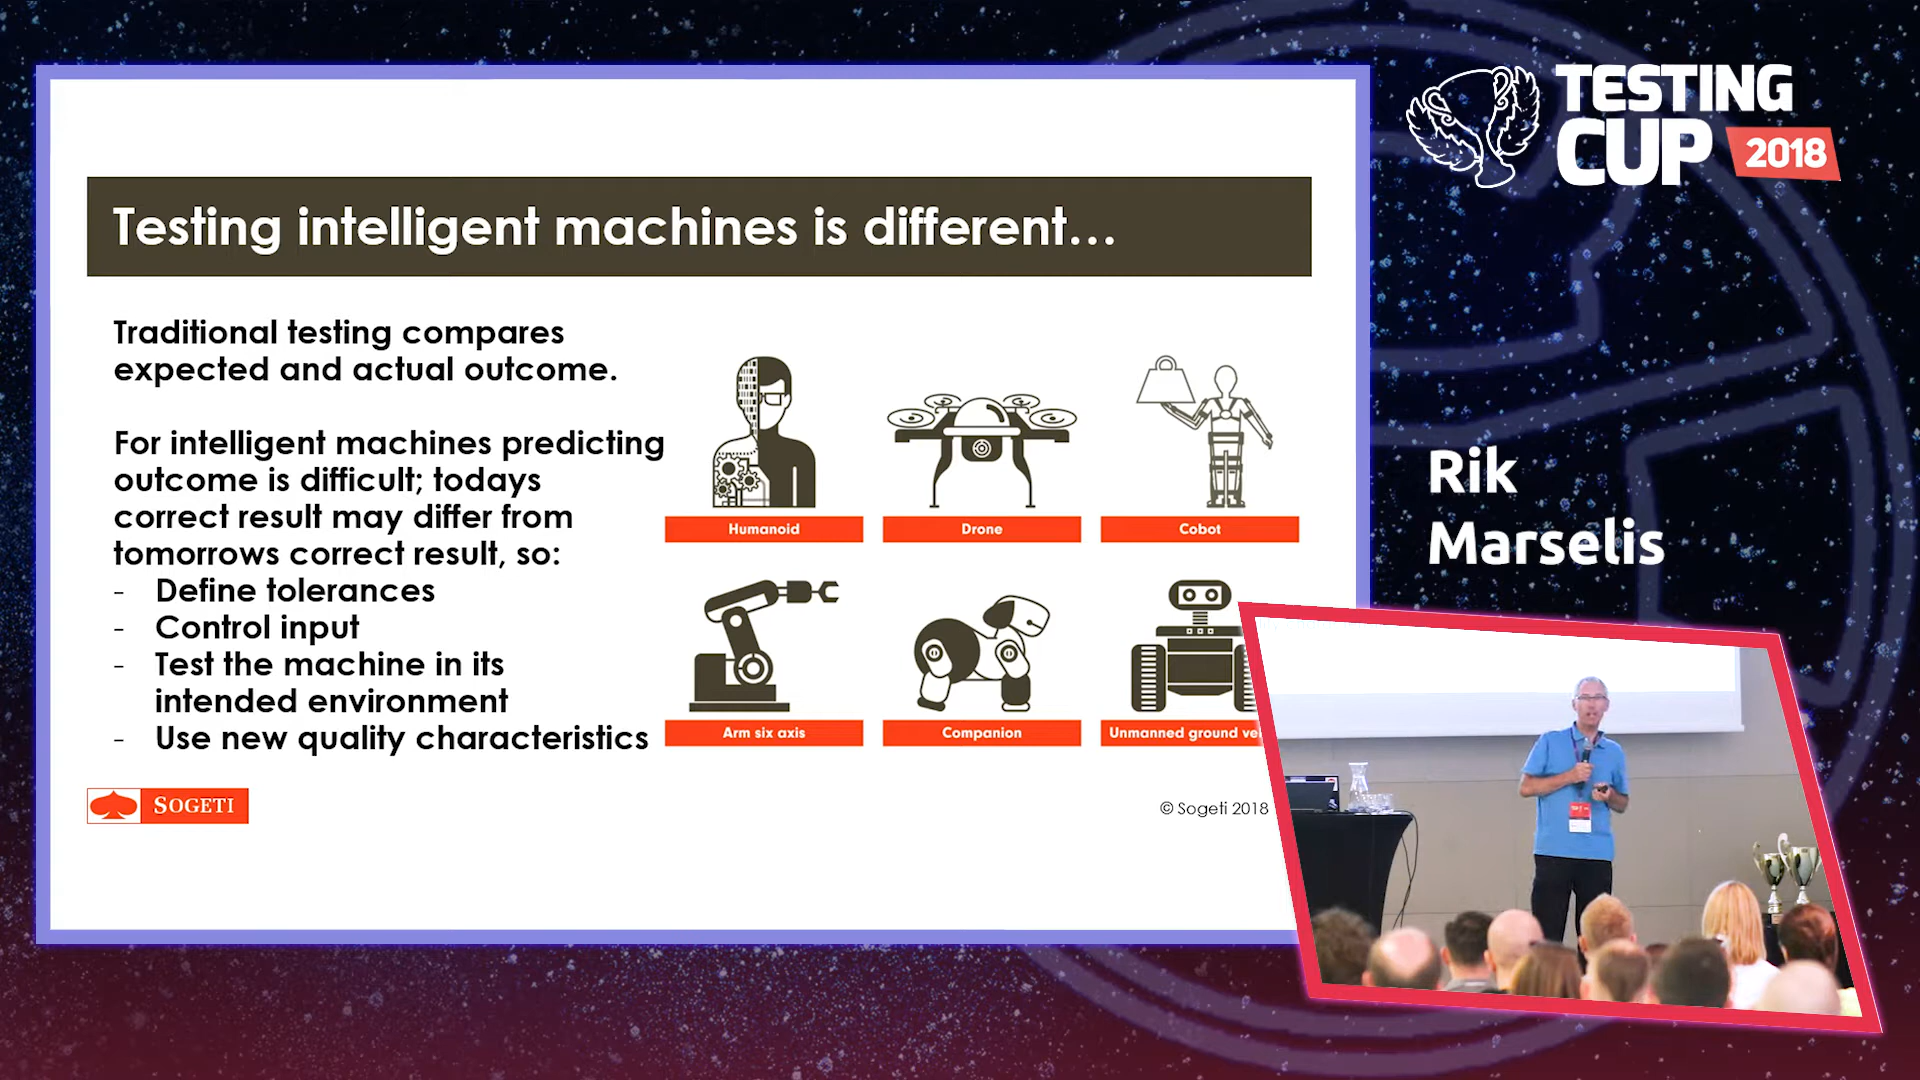 TESTING
CUP
2018
Testing intelligent machines is different...
Traditional testing compares
expected and actual outcome.
For intelligent machines predicting
outcome is difficult; todays
correct result may differ from
tomorrows correct result, so:
- Define tolerances
- Control input
- Test the machine in its
intended environment
- Use new quality characteristics
Humanoid
Drone
Cobot
Arm six axis
Companion
Unmanned ground ve
SOGETI
© Sogeti 2018
Rik
Marselis